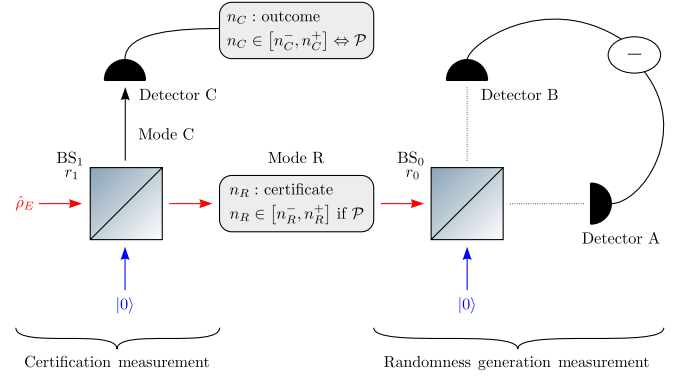 n_C : outcome
n_C ∈ [n_C^-, n_C^+] ⇔ 𝒫
−
Detector C
Detector B
Mode C
BS_1
r_1
Mode R
BS_0
r_0
ρ̂_E
n_R : certificate
n_R ∈ [n_R^-, n_R^+] if 𝒫
Detector A
|0⟩
|0⟩
Certification measurement
Randomness generation measurement